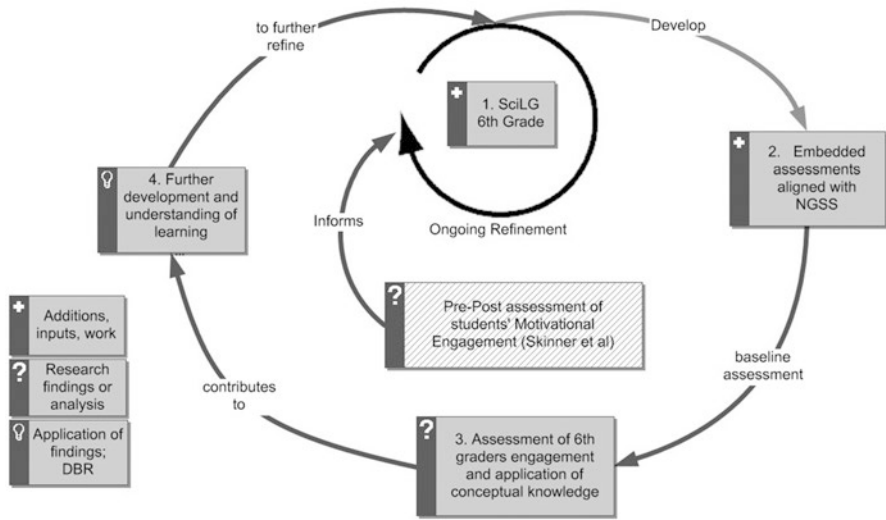 to further
refine
Develop
+
1. SciLG
6th Grade
+
2. Embedded
assessments
aligned with
NGSS
4. Further
development and
understanding of
learning
...
Informs
Ongoing Refinement
?
Pre-Post assessment of
students' Motivational
Engagement (Skinner et al)
+
Additions,
inputs, work
?
Research
findings or
analysis
Application of
findings;
DBR
contributes
to
baseline
assessment
?
3. Assessment of 6th
graders engagement
and application of
conceptual knowledge